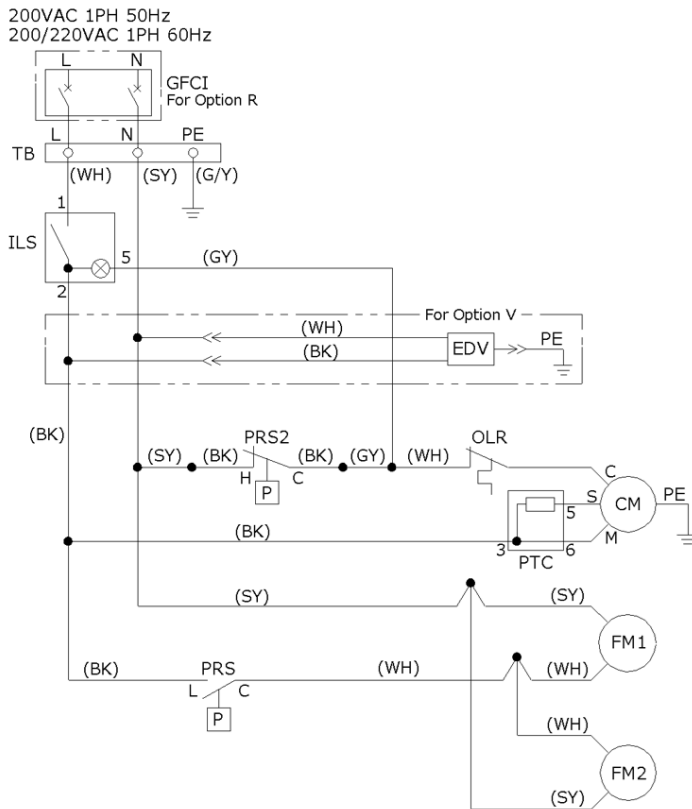 200VAC 1PH 50Hz
200/220VAC 1PH 60Hz
L N
GFCI
For Option R
L N PE
TB
(WH) (SY) (G/Y)
1
ILS
5 (GY)
2
For Option V
(WH)
EDV PE
(BK)
(BK)
PRS2 OLR
(SY) (BK) (BK) (GY) (WH)
H C
P
C
S CM PE
5
(BK)
M
3 6
PTC
(SY) (SY)
FM1
(BK) PRS (WH) (WH)
L C
P
(WH)
FM2
(SY)